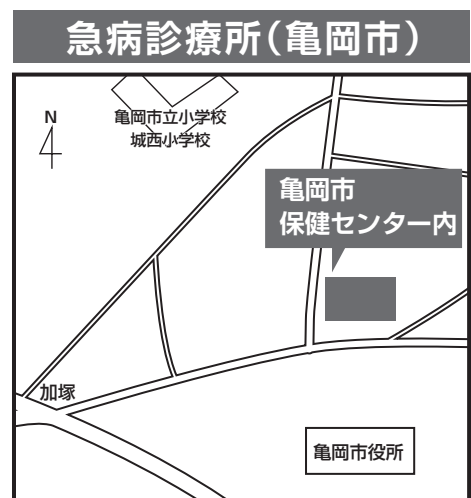 急病診療所（亀岡市）
N
亀岡市立小学校
城西小学校
亀岡市
保健センター内
加塚
亀岡市役所